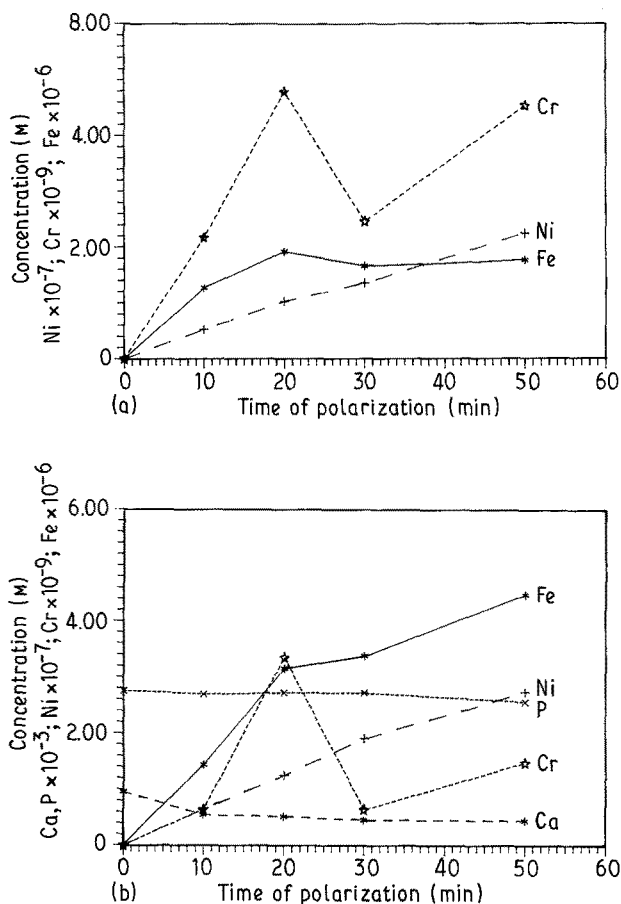 8.00
4.00
2.00
0
Concentration (M)
Ni×10⁻⁷; Cr×10⁻⁹; Fe×10⁻⁶
Cr
Ni
Fe
0 10 20 30 40 50 60
(a) Time of polarization (min)
6.00
4.00
2.00
0
Concentration (M)
Ca, P ×10⁻³; Ni×10⁻⁷; Cr×10⁻⁹; Fe×10⁻⁶
Fe
Ni
P
Cr
Ca
0 10 20 30 40 50 60
(b) Time of polarization (min)